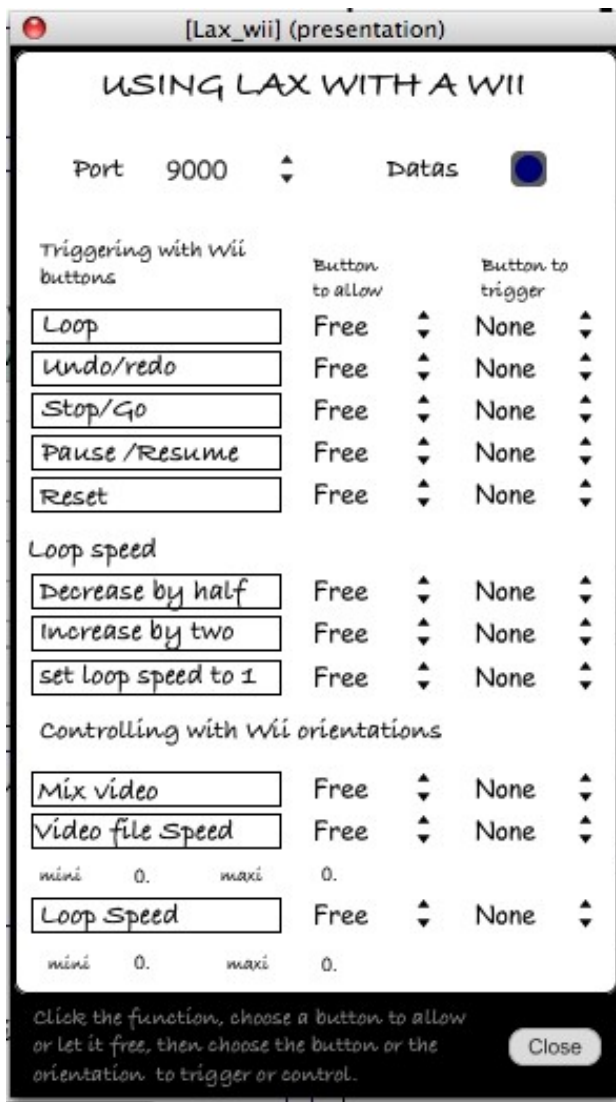 [Lax_wii] (presentation)
USING LAX WITH A WII
Port 9000 Datas
Triggering with Wii
buttons
Button
to allow
Button to
trigger
Loop Free None
Undo/redo Free None
Stop/Go Free None
Pause /Resume Free None
Reset Free None
Loop speed
Decrease by half Free None
Increase by two Free None
set loop speed to 1 Free None
Controlling with Wii orientations
Mix video Free None
Video file Speed Free None
mini 0. maxi 0.
Loop Speed Free None
mini 0. maxi 0.
Click the function, choose a button to allow
or let it free, then choose the button or the
orientation to trigger or control.
Close